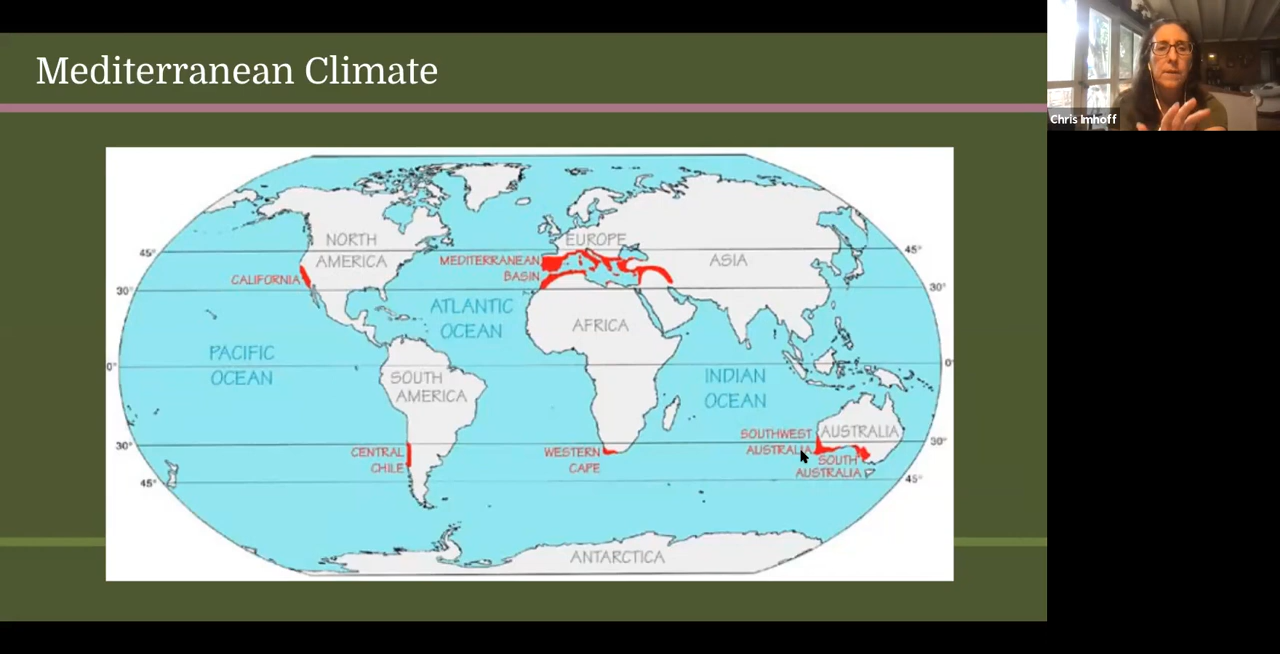 Mediterranean Climate
Chris Imhoff
NORTH
AMERICA
EUROPE
ASIA
45°
45°
MEDITERRANEAN
BASIN
CALIFORNIA
30°
30°
ATLANTIC
OCEAN
AFRICA
PACIFIC
OCEAN
0°
0°
SOUTH
AMERICA
INDIAN
OCEAN
SOUTHWEST
AUSTRALIA
AUSTRALIA
30°
30°
CENTRAL
CHILE
WESTERN
CAPE
SOUTH
AUSTRALIA
45°
45°
ANTARCTICA